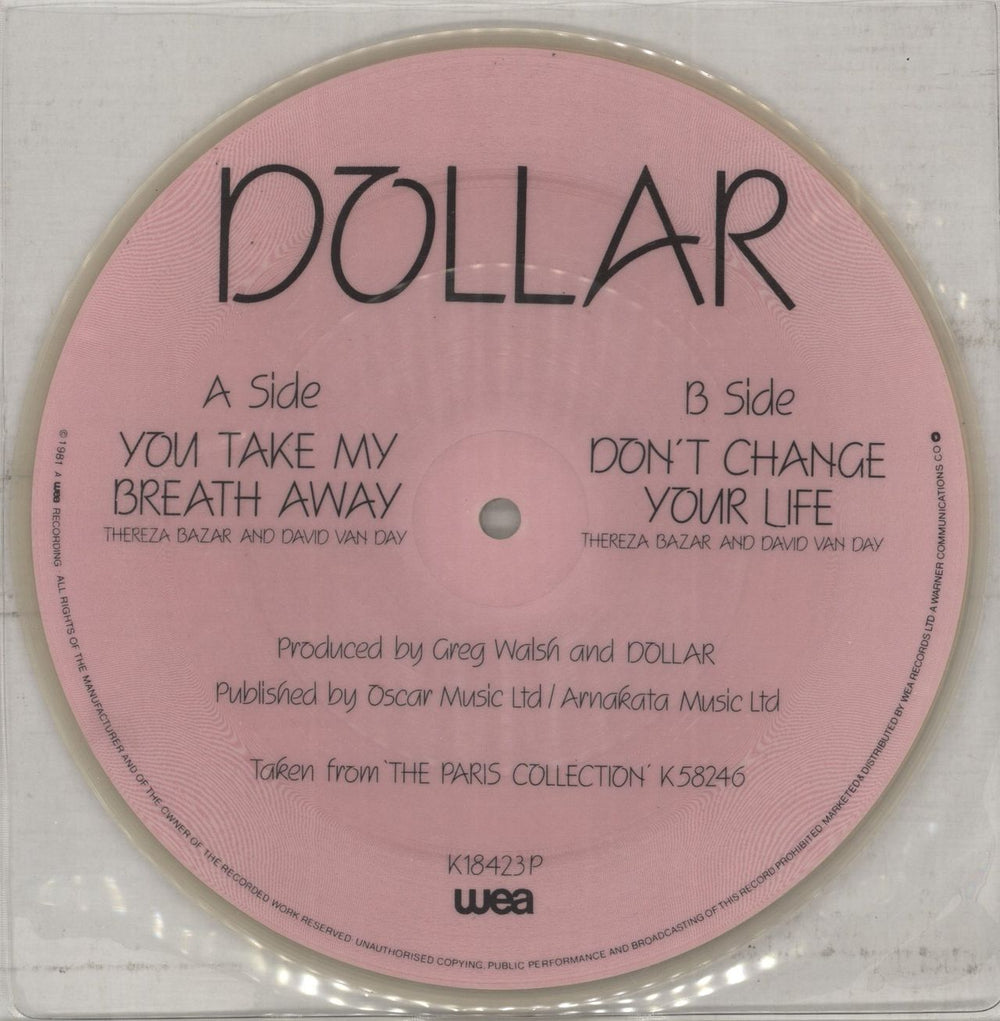 DOLLAR
A Side
YOU TAKE MY
BREATH AWAY
THEREZA BAZAR AND DAVID VAN DAY
B Side
DON'T CHANGE
YOUR LIFE
THEREZA BAZAR AND DAVID VAN DAY
Produced by Greg Walsh and DOLLAR
Published by Oscar Music Ltd / Arnakata Music Ltd
Taken from 'THE PARIS COLLECTION' K58246
K18423P
wea
℗1981 A wea RECORDING · ALL RIGHTS OF THE MANUFACTURER AND OF THE OWNER OF THE RECORDED WORK RESERVED. UNAUTHORISED COPYING, PUBLIC PERFORMANCE AND BROADCASTING OF THIS RECORD PROHIBITED. MARKETED & DISTRIBUTED BY WEA RECORDS LTD A WARNER COMMUNICATIONS CO